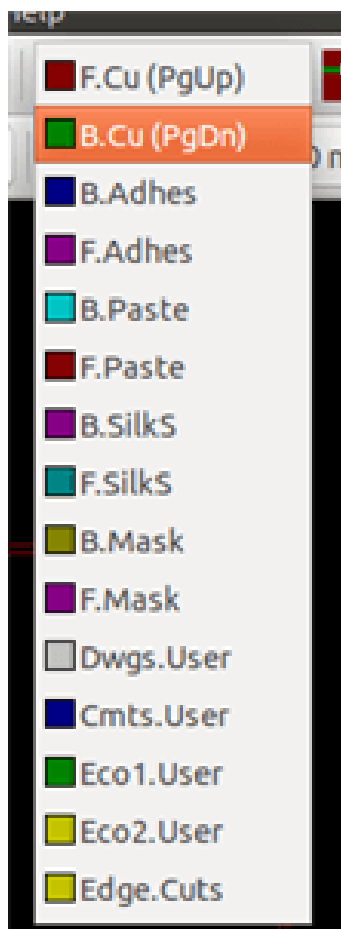 Help
F.Cu (PgUp)
B.Cu (PgDn)
B.Adhes
F.Adhes
B.Paste
F.Paste
B.SilkS
F.SilkS
B.Mask
F.Mask
Dwgs.User
Cmts.User
Eco1.User
Eco2.User
Edge.Cuts